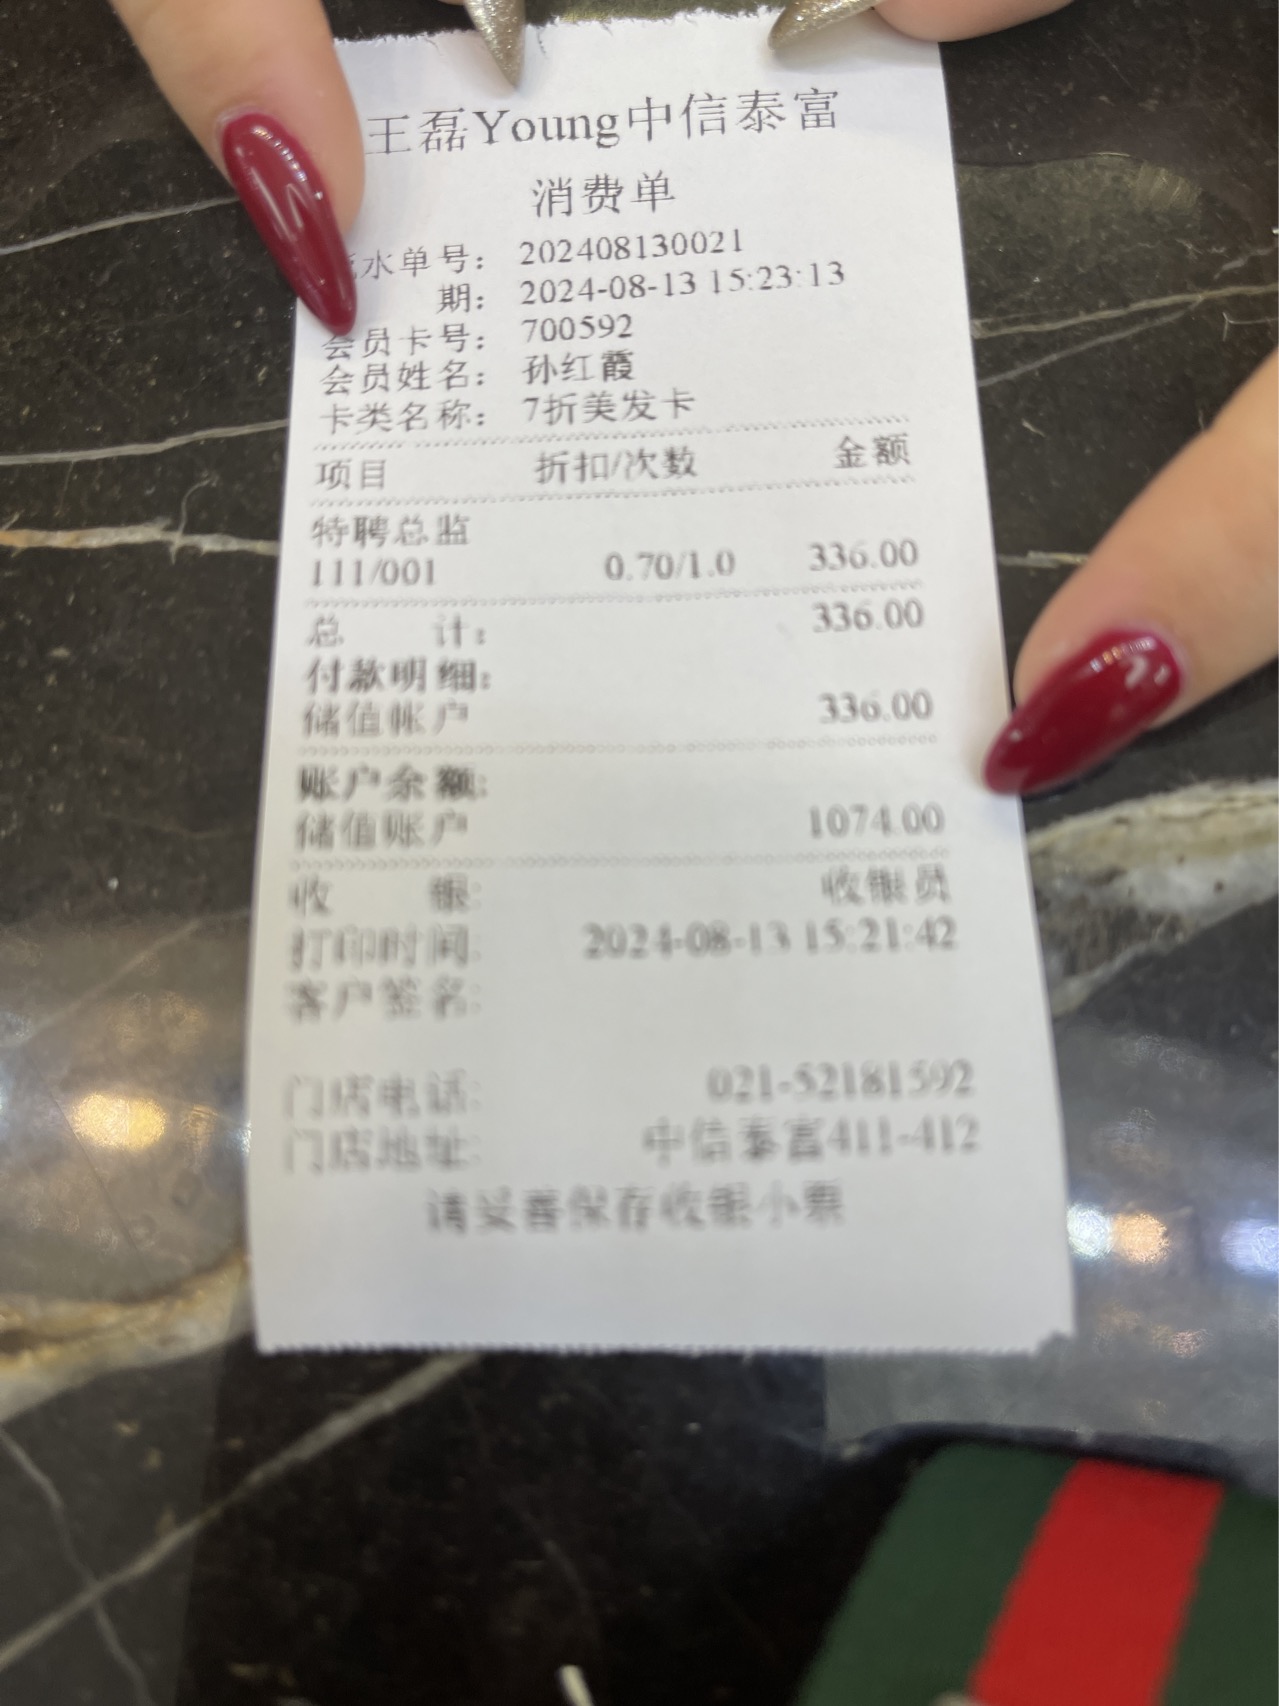 王磊Young中信泰富
消费单
水单号: 202408130021
期: 2024-08-13 15:23:13
会员卡号: 700592
会员姓名: 孙红霞
卡类名称: 7折美发卡
项目 折扣/次数 金额
特聘总监
111/001 0.70/1.0 336.00
总 计: 336.00
付款明细:
储值帐户 336.00
账户余额:
储值账户 1074.00
收 银: 收银员
打印时间: 2024-08-13 15:21:42
客户签名:
门店电话: 021-52181592
门店地址: 中信泰富411-412
请妥善保存收银小票